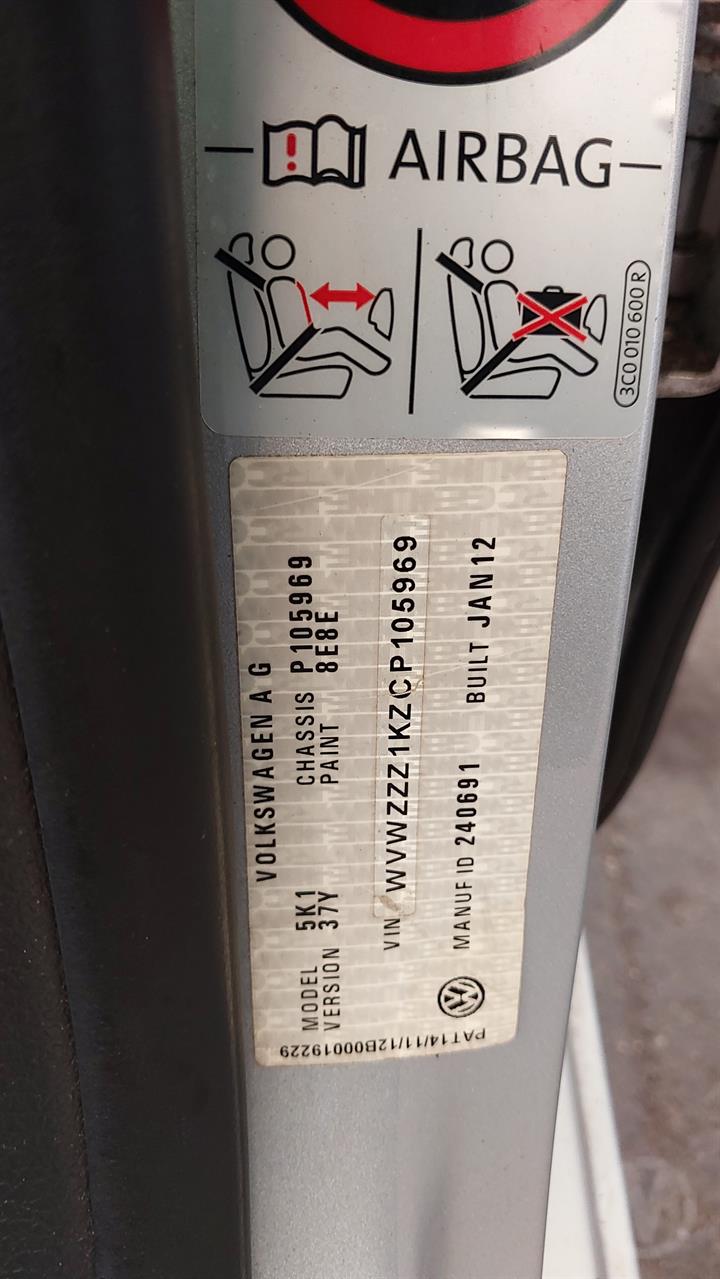 AIRBAG
3C0 010 600 R
VOLKSWAGEN A G
MODEL 5K1 CHASSIS P105969
VERSION 37Y PAINT 8E8E
VIN WVWZZZ1KZCP105969
MANUF ID 240691 BUILT JAN12
PAT14/11/12B00019229